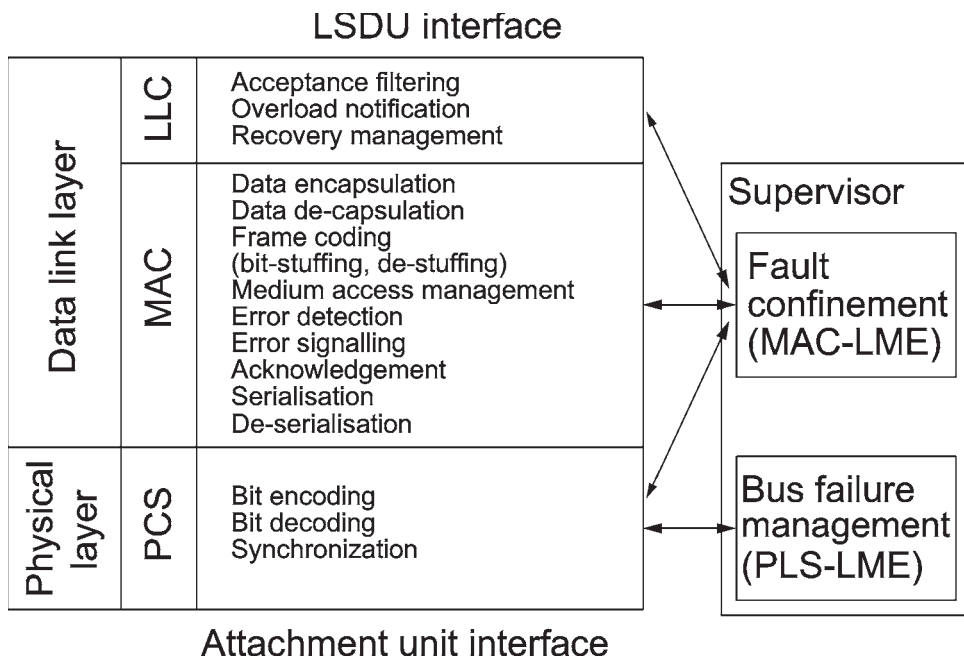 LSDU interface
Data link layer
LLC
Acceptance filtering
Overload notification
Recovery management
MAC
Data encapsulation
Data de-capsulation
Frame coding
(bit-stuffing, de-stuffing)
Medium access management
Error detection
Error signalling
Acknowledgement
Serialisation
De-serialisation
Physical
layer
PCS
Bit encoding
Bit decoding
Synchronization
Supervisor
Fault
confinement
(MAC-LME)
Bus failure
management
(PLS-LME)
Attachment unit interface